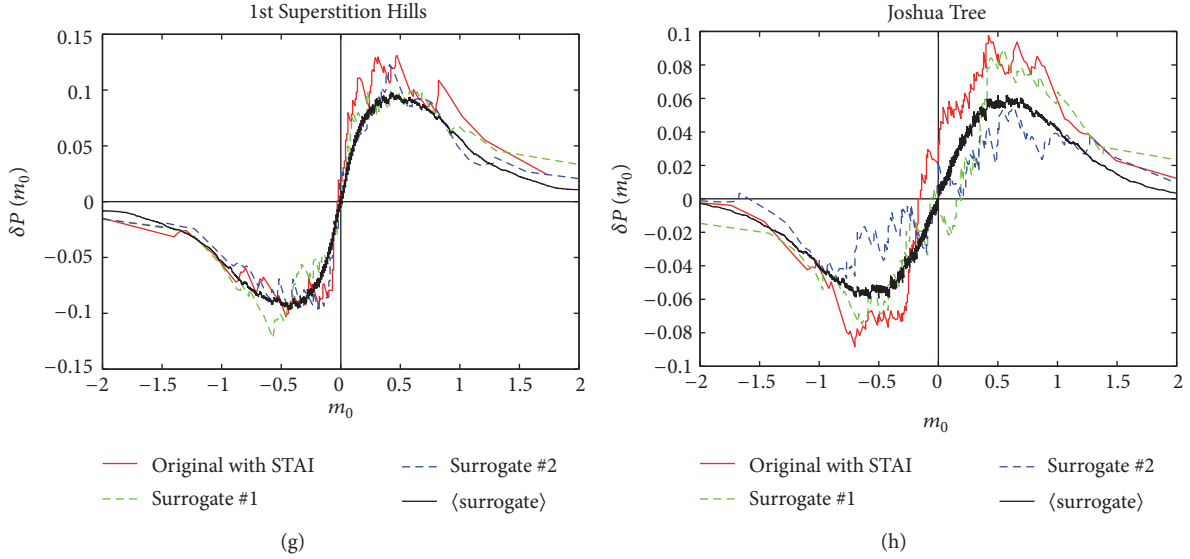 1st Superstition Hills
0.15
0.1
0.05
0
−0.05
−0.1
−0.15
δP (m₀)
−2 −1.5 −1 −0.5 0 0.5 1 1.5 2
m₀
Original with STAI
Surrogate #1
Surrogate #2
⟨surrogate⟩
(g)
Joshua Tree
0.1
0.08
0.06
0.04
0.02
0
−0.02
−0.04
−0.06
−0.08
−0.1
δP (m₀)
−2 −1.5 −1 −0.5 0 0.5 1 1.5 2
m₀
Original with STAI
Surrogate #1
Surrogate #2
⟨surrogate⟩
(h)